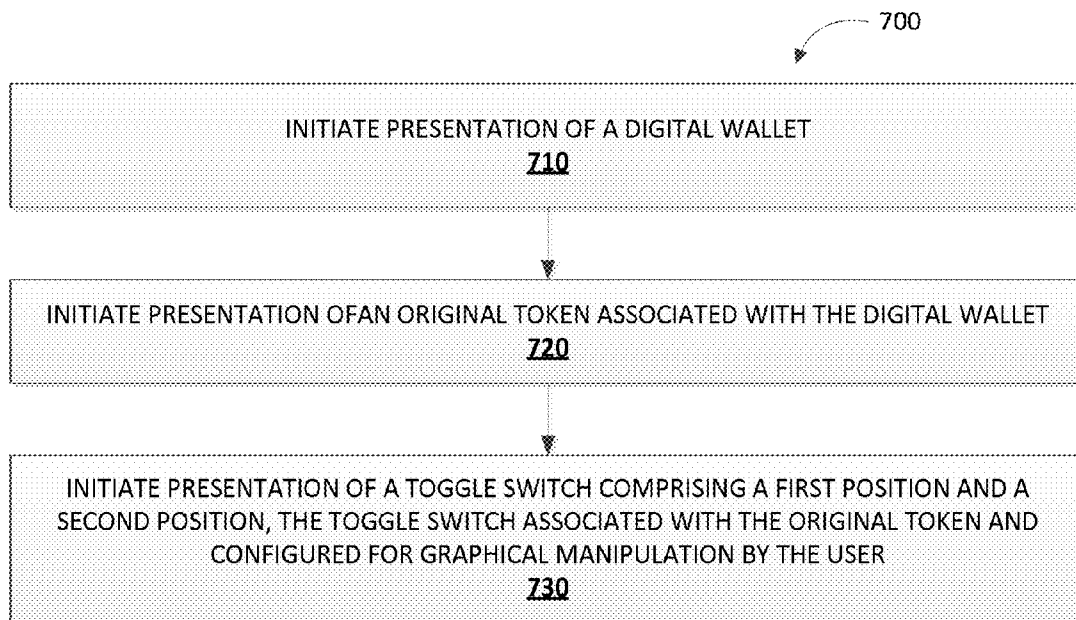 700
INITIATE PRESENTATION OF A DIGITAL WALLET
710
INITIATE PRESENTATION OFAN ORIGINAL TOKEN ASSOCIATED WITH THE DIGITAL WALLET
720
INITIATE PRESENTATION OF A TOGGLE SWITCH COMPRISING A FIRST POSITION AND A
SECOND POSITION, THE TOGGLE SWITCH ASSOCIATED WITH THE ORIGINAL TOKEN AND
CONFIGURED FOR GRAPHICAL MANIPULATION BY THE USER
730